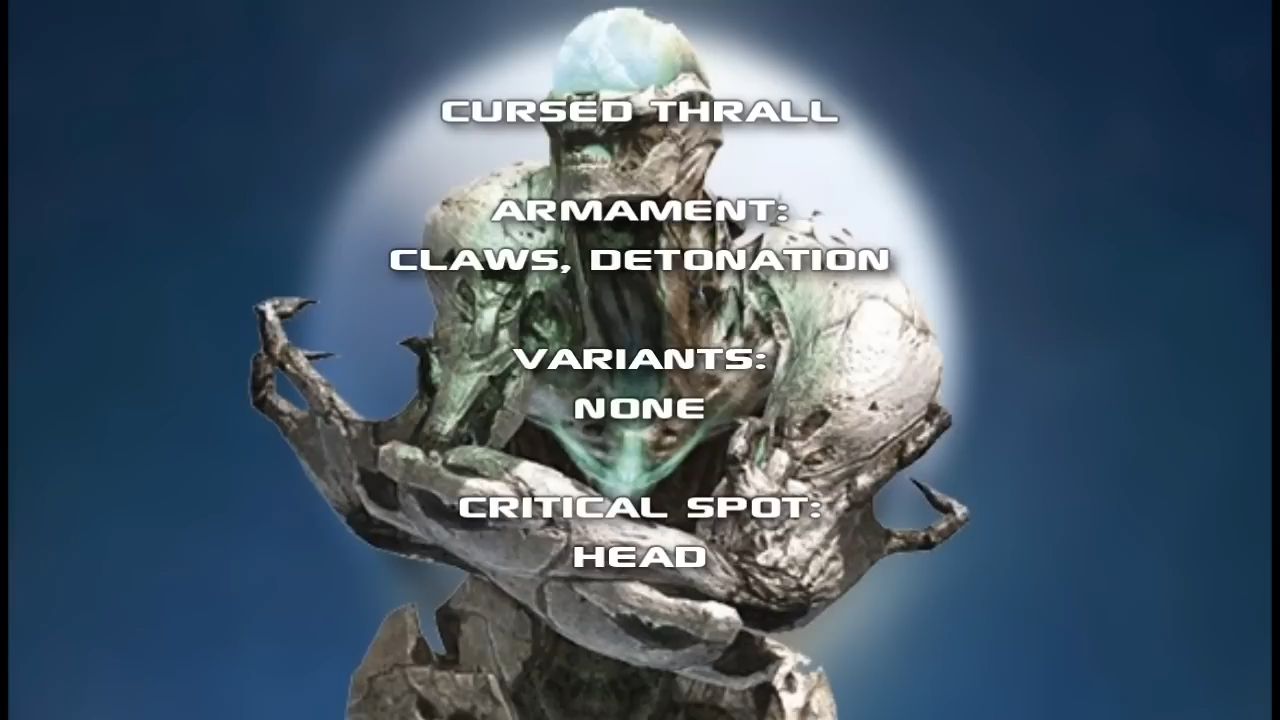 CURSED THRALL
ARMAMENT:
CLAWS, DETONATION
VARIANTS:
NONE
CRITICAL SPOT:
HEAD